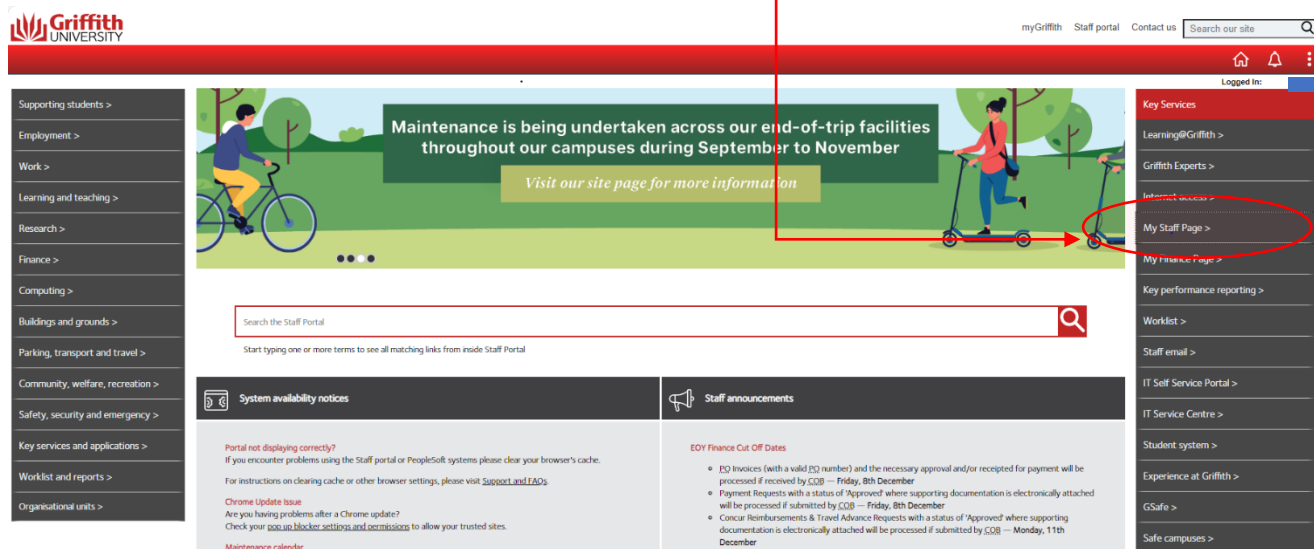 Griffith
UNIVERSITY
myGriffith Staff portal Contact us Search our site
Logged In:
Supporting students >
Employment >
Work >
Learning and teaching >
Research >
Finance >
Computing >
Buildings and grounds >
Parking, transport and travel >
Community, welfare, recreation >
Safety, security and emergency >
Key services and applications >
Worklist and reports >
Organisational units >
Maintenance is being undertaken across our end-of-trip facilities
throughout our campuses during September to November
Visit our site page for more information
Search the Staff Portal
Start typing one or more terms to see all matching links from inside Staff Portal
System availability notices
Portal not displaying correctly?
If you encounter problems using the Staff portal or PeopleSoft systems please clear your browser's cache.
For instructions on clearing cache or other browser settings, please visit Support and FAQs.
Chrome Update Issue
Are you having problems after a Chrome update?
Check your pop up blocker settings and permissions to allow your trusted sites.
Maintenance calendar
Staff announcements
EOY Finance Cut Off Dates
PO Invoices (with a valid PO number) and the necessary approval and/or receipted for payment will be
processed if received by COB — Friday, 8th December
Payment Requests with a status of 'Approved' where supporting documentation is electronically attached
will be processed if submitted by COB — Friday, 8th December
Concur Reimbursements & Travel Advance Requests with a status of 'Approved' where supporting
documentation is electronically attached will be processed if submitted by COB — Monday, 11th
December
Key Services
Learning@Griffith >
Griffith Experts >
Internet access >
My Staff Page >
My Finance Page >
Key performance reporting >
Worklist >
Staff email >
IT Self Service Portal >
IT Service Centre >
Student system >
Experience at Griffith >
GSafe >
Safe campuses >